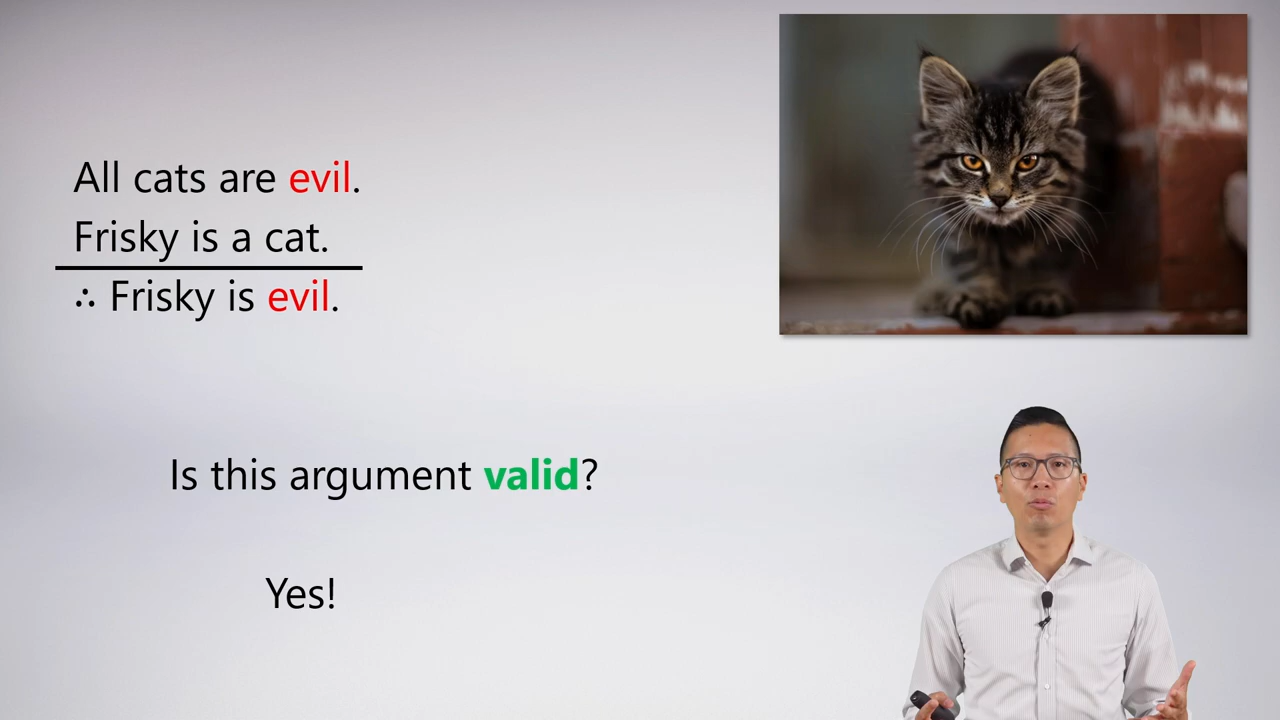 All cats are evil.
Frisky is a cat.
∴ Frisky is evil.
Is this argument valid?
Yes!